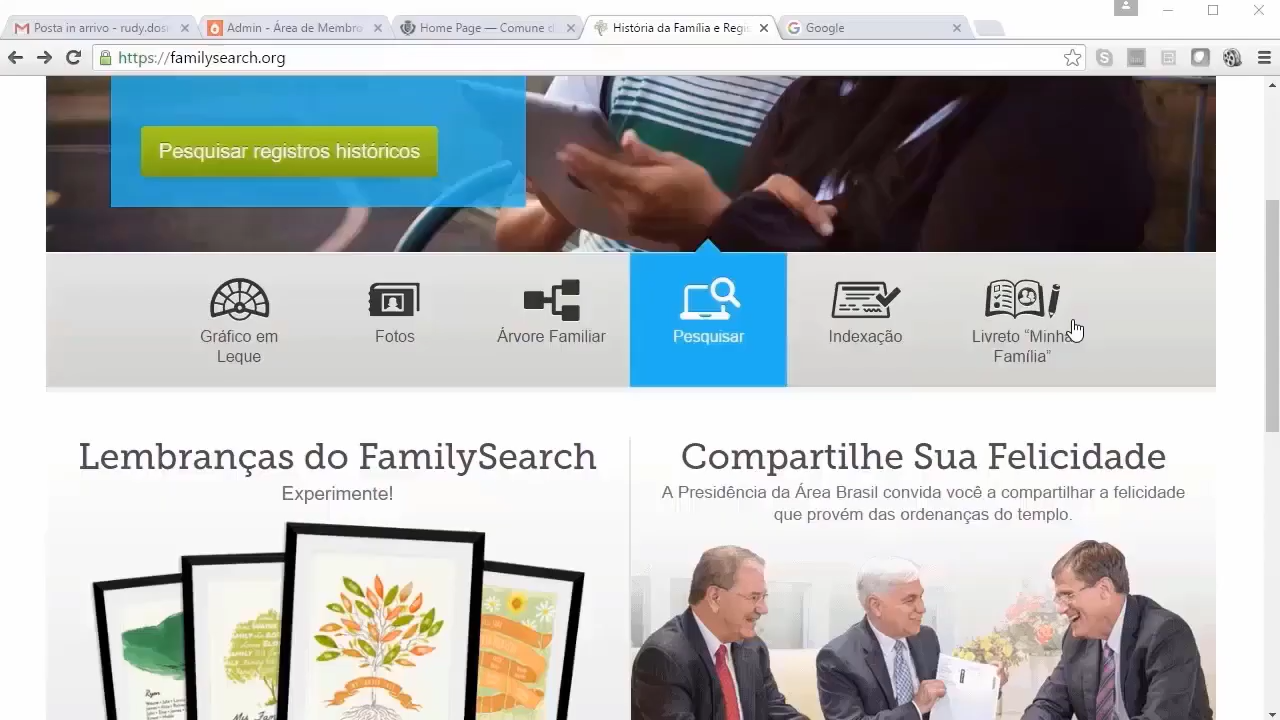 Posta in arrivo - rudy.dos
Admin - Área de Membro
Home Page — Comune d
História da Família e Regis
Google
https://familysearch.org
Pesquisar registros históricos
Gráfico em
Leque
Fotos
Árvore Familiar
Pesquisar
Indexação
Livreto “Minha
Família”
Lembranças do FamilySearch
Experimente!
Compartilhe Sua Felicidade
A Presidência da Área Brasil convida você a compartilhar a felicidade
que provém das ordenanças do templo.
Ryan